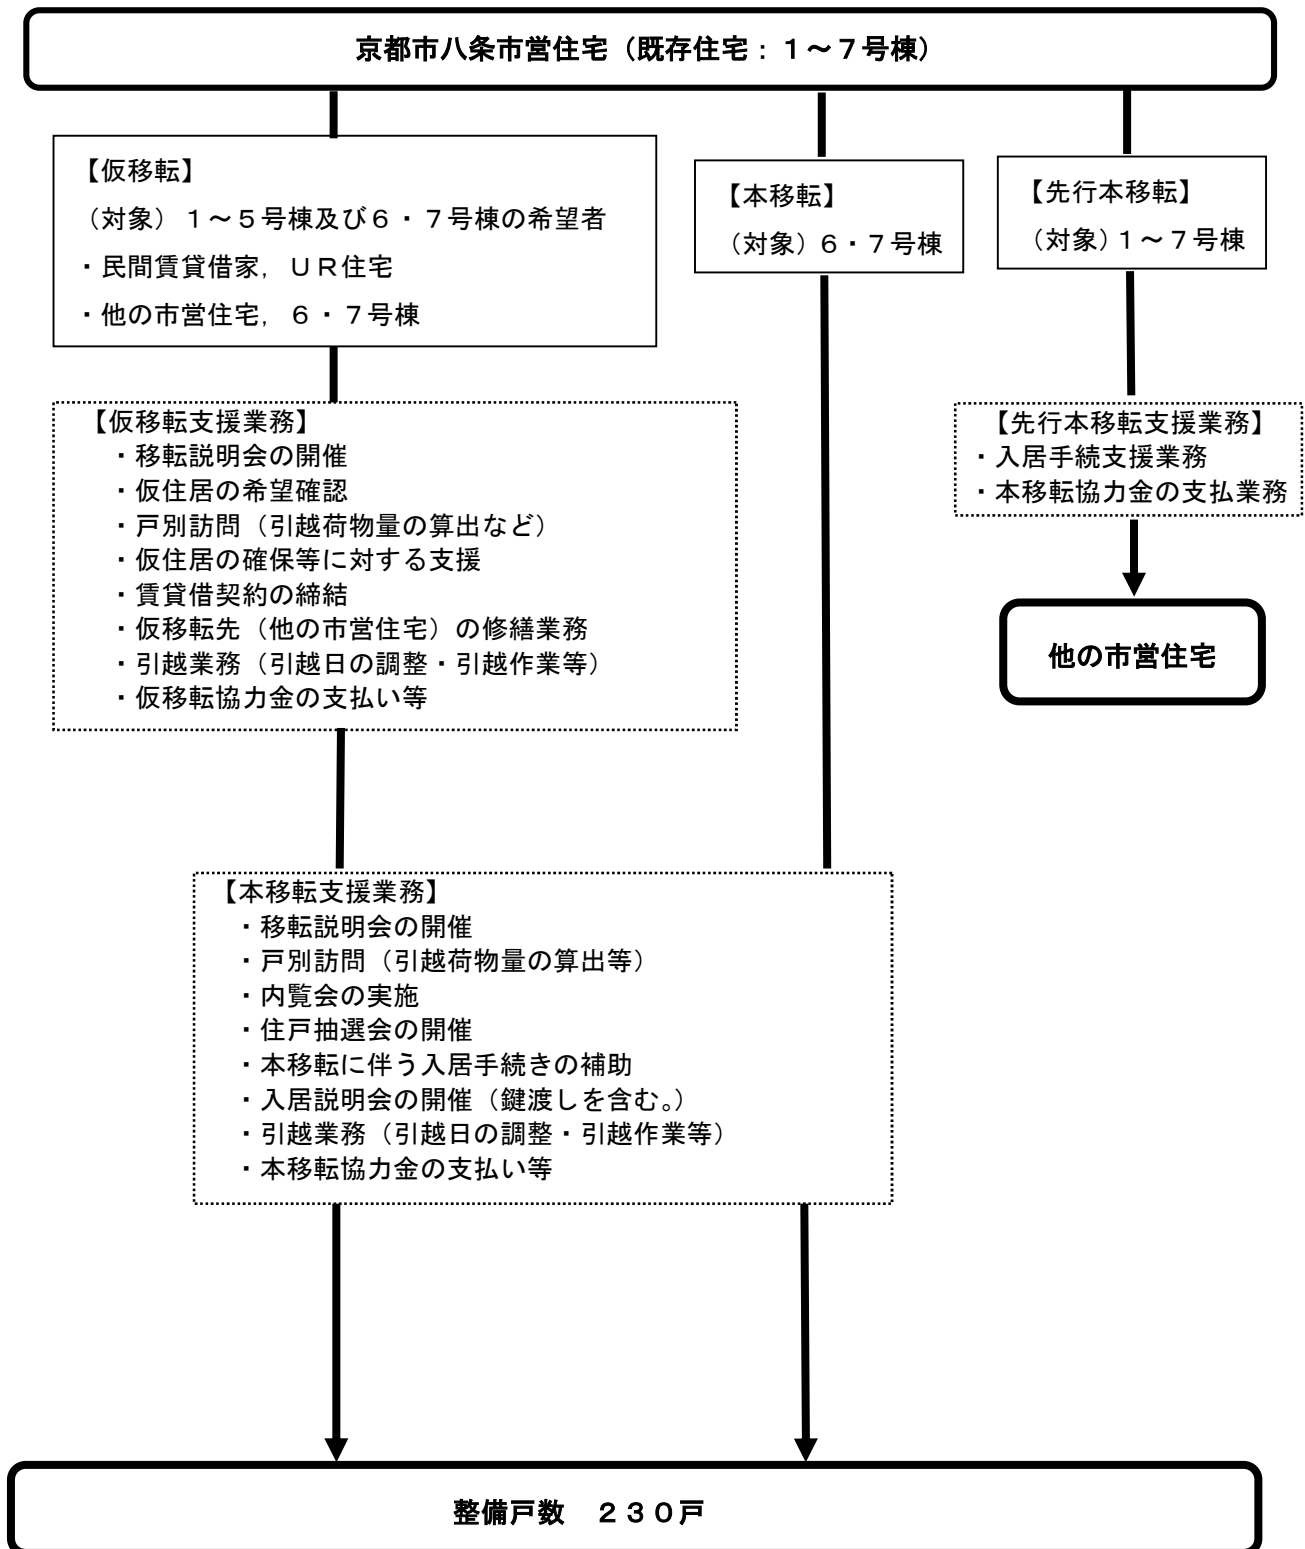 京都市八条市営住宅（既存住宅：１～７号棟）
【仮移転】
（対象）１～５号棟及び６・７号棟の希望者
・民間賃貸借家，ＵＲ住宅
・他の市営住宅，６・７号棟
【本移転】
（対象）６・７号棟
【先行本移転】
（対象）１～７号棟
【仮移転支援業務】
・移転説明会の開催
・仮住居の希望確認
・戸別訪問（引越荷物量の算出など）
・仮住居の確保等に対する支援
・賃貸借契約の締結
・仮移転先（他の市営住宅）の修繕業務
・引越業務（引越日の調整・引越作業等）
・仮移転協力金の支払い等
【先行本移転支援業務】
・入居手続支援業務
・本移転協力金の支払業務
他の市営住宅
【本移転支援業務】
・移転説明会の開催
・戸別訪問（引越荷物量の算出等）
・内覧会の実施
・住戸抽選会の開催
・本移転に伴う入居手続きの補助
・入居説明会の開催（鍵渡しを含む。）
・引越業務（引越日の調整・引越作業等）
・本移転協力金の支払い等
整備戸数　２３０戸